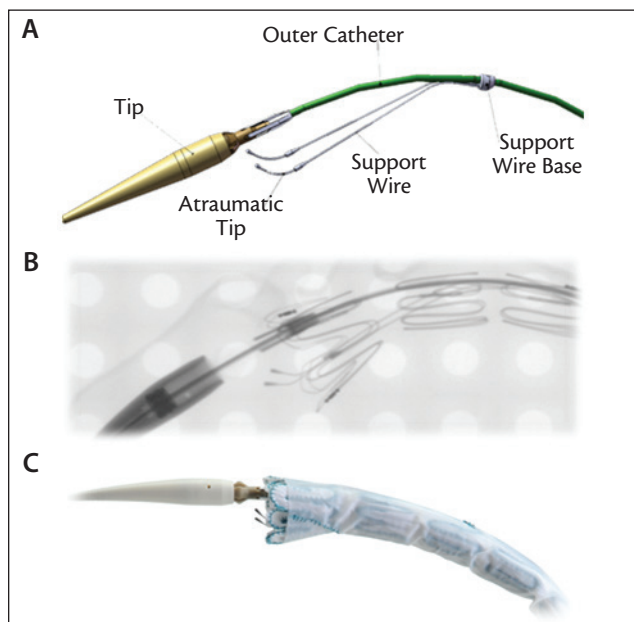 A
Outer Catheter
Tip
Support
Wire Base
Support
Wire
Atraumatic
Tip
B
C